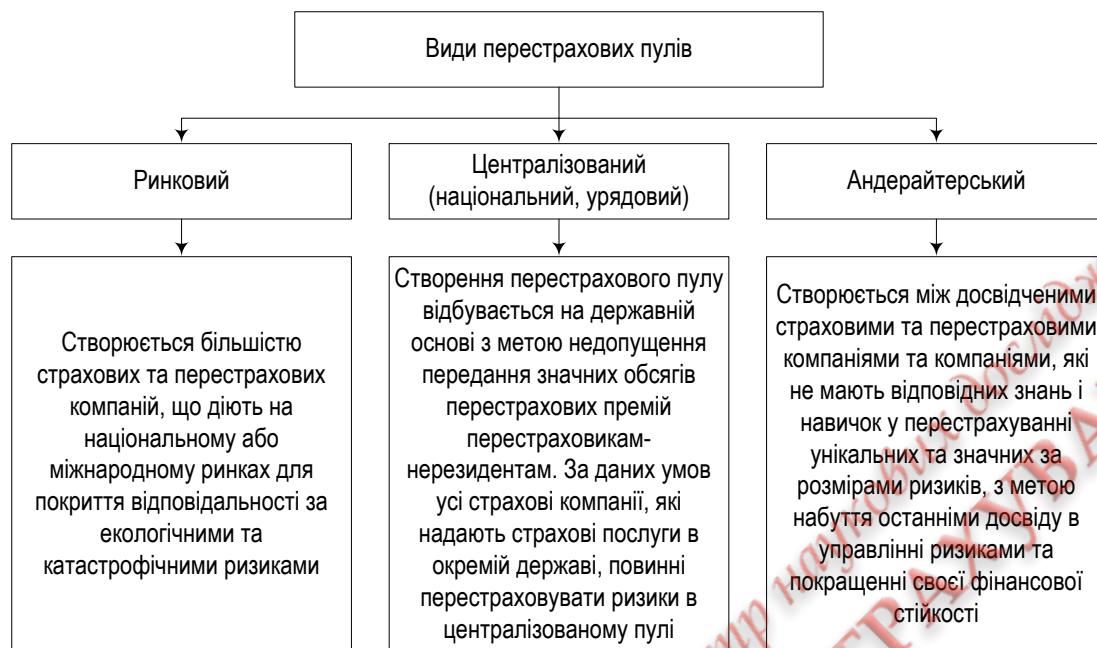 Види перестрахових пулів
Ринковий
Централізований
(національний, урядовий)
Андерайтерський
Створюється більшістю
страхових та перестрахових
компаній, що діють на
національному або
міжнародному ринках для
покриття відповідальності за
екологічними та
катастрофічними ризиками
Створення перестрахового пулу
відбувається на державній
основі з метою недопущення
передання значних обсягів
перестрахових премій
перестраховикам-
нерезидентам. За даних умов
усі страхові компанії, які
надають страхові послуги в
окремій державі, повинні
перестраховувати ризики в
централізованому пулі
Створюється між досвідченими
страховими та перестраховими
компаніями та компаніями, які
не мають відповідних знань і
навичок у перестрахуванні
унікальних та значних за
розмірами ризиків, з метою
набуття останніми досвіду в
управлінні ризиками та
покращенні своєї фінансової
стійкості
наукових